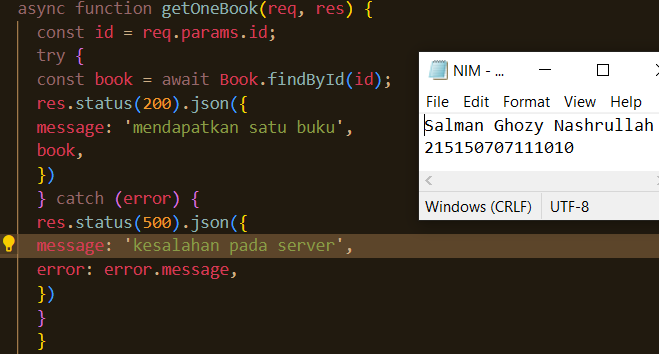 async function getOneBook(req, res) {
const id = req.params.id;
try {
const book = await Book.findById(id);
res.status(200).json({
message: 'mendapatkan satu buku',
book,
})
} catch (error) {
res.status(500).json({
message: 'kesalahan pada server',
error: error.message,
})
}
}
NIM - ...
File Edit Format View Help
Salman Ghozy Nashrullah
215150707111010
Windows (CRLF) UTF-8